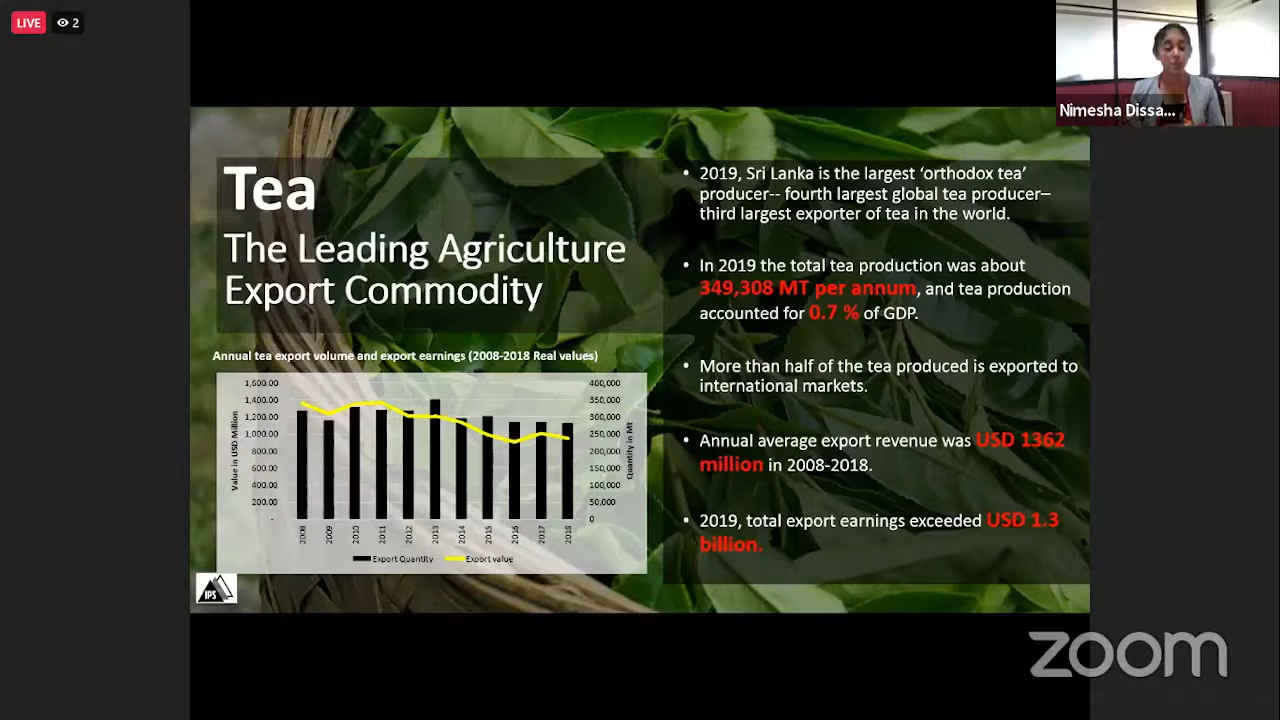 LIVE
2
Nimesha Dissa...
Tea
The Leading Agriculture
Export Commodity
Annual tea export volume and export earnings (2008-2018 Real values)
1,600.00
1,400.00
1,200.00
1,000.00
800.00
600.00
400.00
200.00
-
Value in USD Million
400,000
350,000
300,000
250,000
200,000
150,000
100,000
50,000
0
Quantity in Mt
2008 2009 2010 2011 2012 2013 2014 2015 2016 2017 2018
Export Quantity Export value
IPS
• 2019, Sri Lanka is the largest ‘orthodox tea’
producer-- fourth largest global tea producer–
third largest exporter of tea in the world.
• In 2019 the total tea production was about
349,308 MT per annum, and tea production
accounted for 0.7 % of GDP.
• More than half of the tea produced is exported to
international markets.
• Annual average export revenue was USD 1362
million in 2008-2018.
• 2019, total export earnings exceeded USD 1.3
billion.
zoom